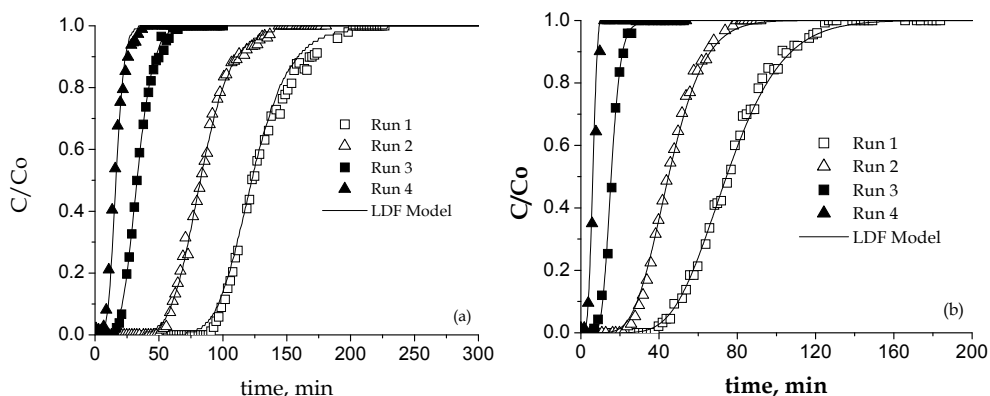 C/Co
1.0
0.8
0.6
0.4
0.2
0.0
Run 1
Run 2
Run 3
Run 4
LDF Model
(a)
0 50 100 150 200 250 300
time, min
C/Co
1.0
0.8
0.6
0.4
0.2
0.0
Run 1
Run 2
Run 3
Run 4
LDF Model
(b)
0 40 80 120 160 200
time, min